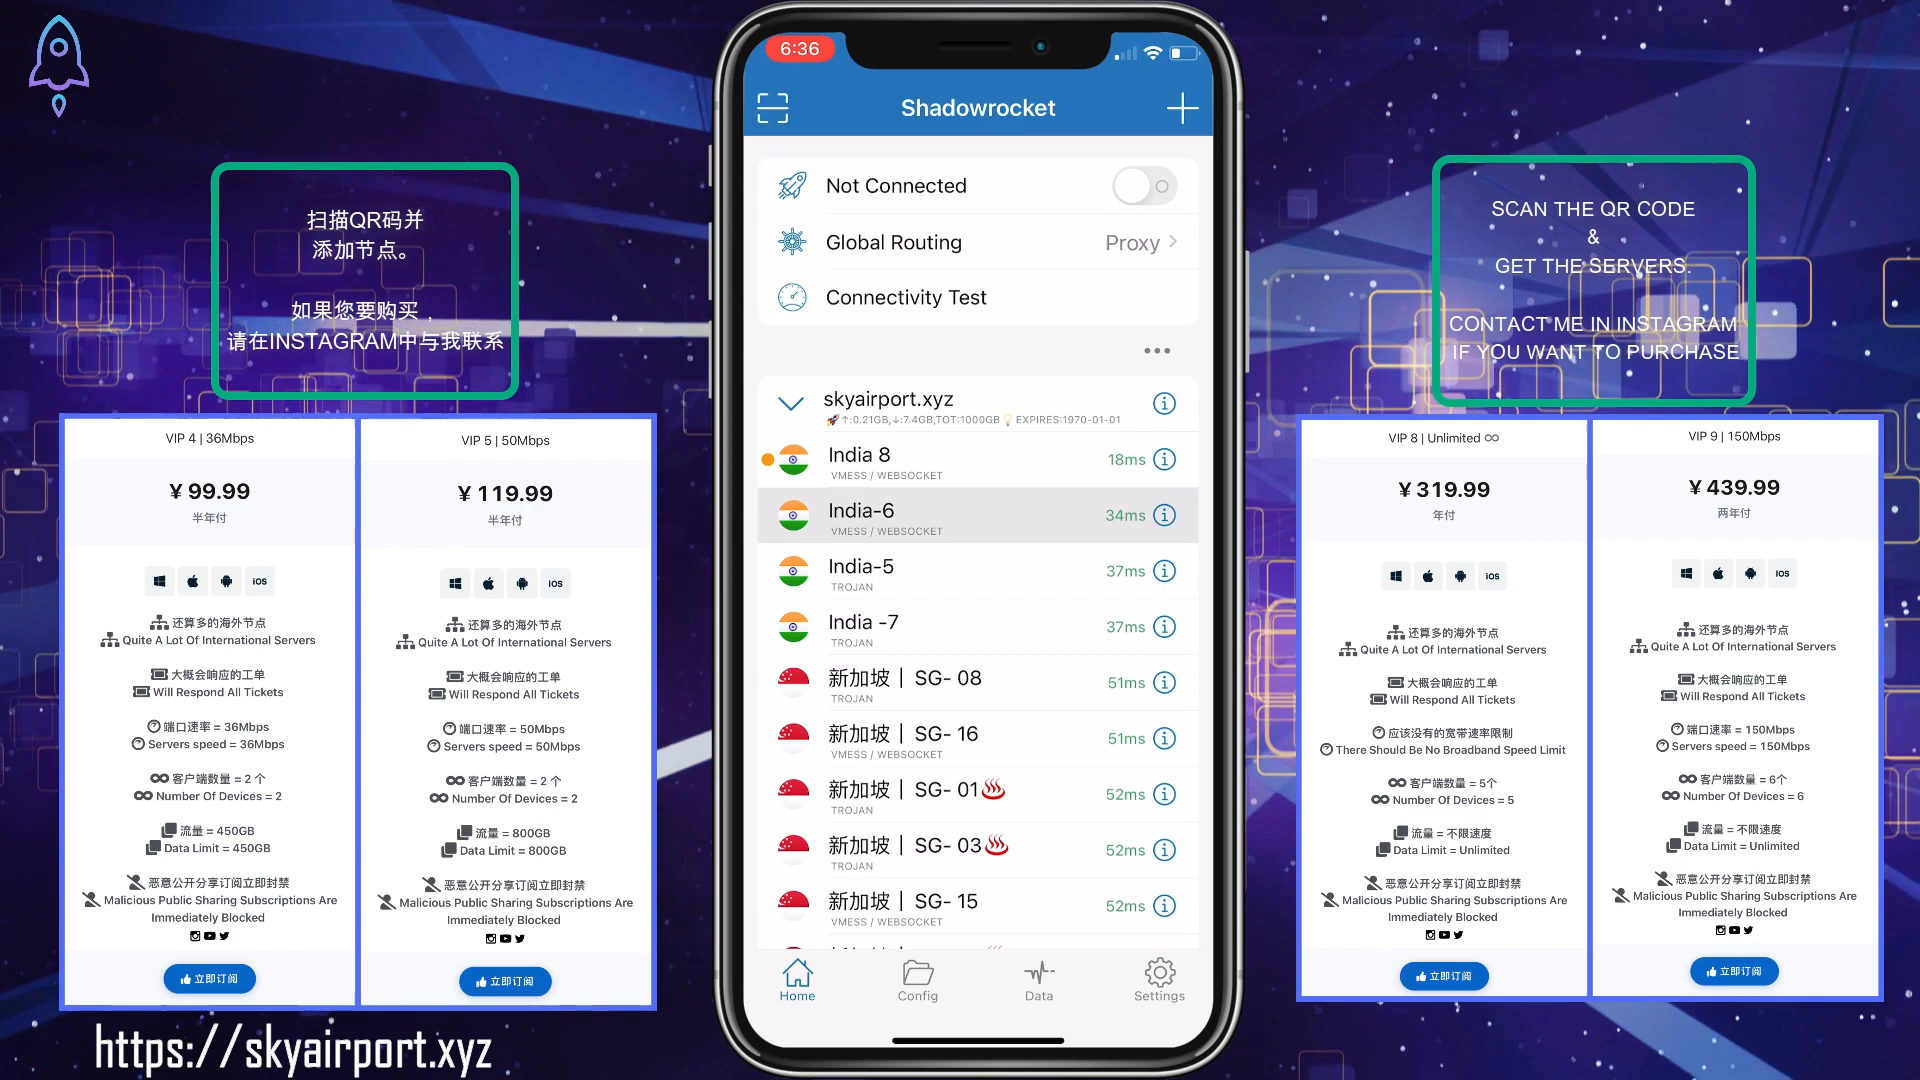 扫描QR码并
添加节点。
如果您要购买，
请在INSTAGRAM中与我联系
VIP 4 | 36Mbps
¥ 99.99
半年付
iOS
还算多的海外节点
Quite A Lot Of International Servers
大概会响应的工单
Will Respond All Tickets
端口速率 = 36Mbps
Servers speed = 36Mbps
客户端数量 = 2 个
Number Of Devices = 2
流量 = 450GB
Data Limit = 450GB
恶意公开分享订阅立即封禁
Malicious Public Sharing Subscriptions Are
Immediately Blocked
立即订阅
VIP 5 | 50Mbps
¥ 119.99
半年付
iOS
还算多的海外节点
Quite A Lot Of International Servers
大概会响应的工单
Will Respond All Tickets
端口速率 = 50Mbps
Servers speed = 50Mbps
客户端数量 = 2 个
Number Of Devices = 2
流量 = 800GB
Data Limit = 800GB
恶意公开分享订阅立即封禁
Malicious Public Sharing Subscriptions Are
Immediately Blocked
立即订阅
https://skyairport.xyz
6:36
Shadowrocket
Not Connected
Global Routing
Proxy
Connectivity Test
skyairport.xyz
🚀↑:0.21GB,↓:7.4GB,TOT:1000GB💡EXPIRES:1970-01-01
India 8
18ms
VMESS / WEBSOCKET
India-6
34ms
VMESS / WEBSOCKET
India-5
37ms
TROJAN
India -7
37ms
TROJAN
新加坡｜ SG- 08
51ms
TROJAN
新加坡｜ SG- 16
51ms
VMESS / WEBSOCKET
新加坡｜ SG- 01♨️
52ms
TROJAN
新加坡｜ SG- 03♨️
52ms
TROJAN
新加坡｜ SG- 15
52ms
VMESS / WEBSOCKET
Home
Config
Data
Settings
SCAN THE QR CODE
&
GET THE SERVERS.
CONTACT ME IN INSTAGRAM
IF YOU WANT TO PURCHASE
VIP 8 | Unlimited ∞
¥ 319.99
年付
iOS
还算多的海外节点
Quite A Lot Of International Servers
大概会响应的工单
Will Respond All Tickets
应该没有的宽带速率限制
There Should Be No Broadband Speed Limit
客户端数量 = 5个
Number Of Devices = 5
流量 = 不限速度
Data Limit = Unlimited
恶意公开分享订阅立即封禁
Malicious Public Sharing Subscriptions Are
Immediately Blocked
立即订阅
VIP 9 | 150Mbps
¥ 439.99
两年付
iOS
还算多的海外节点
Quite A Lot Of International Servers
大概会响应的工单
Will Respond All Tickets
端口速率 = 150Mbps
Servers speed = 150Mbps
客户端数量 = 6个
Number Of Devices = 6
流量 = 不限速度
Data Limit = Unlimited
恶意公开分享订阅立即封禁
Malicious Public Sharing Subscriptions Are
Immediately Blocked
立即订阅